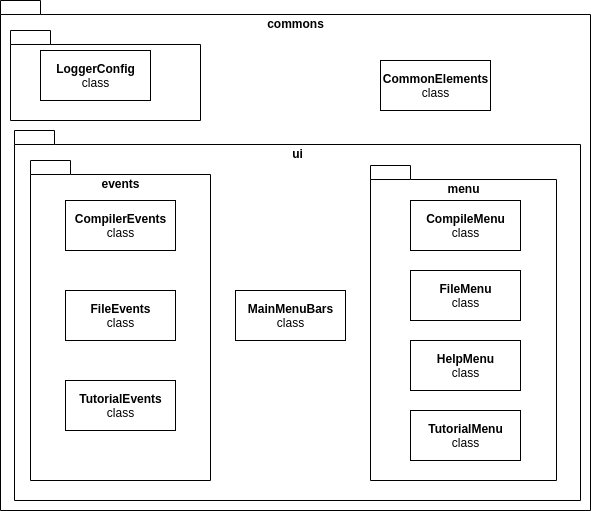 commons
LoggerConfig
class
CommonElements
class
ui
events
CompilerEvents
class
FileEvents
class
TutorialEvents
class
MainMenuBars
class
menu
CompileMenu
class
FileMenu
class
HelpMenu
class
TutorialMenu
class